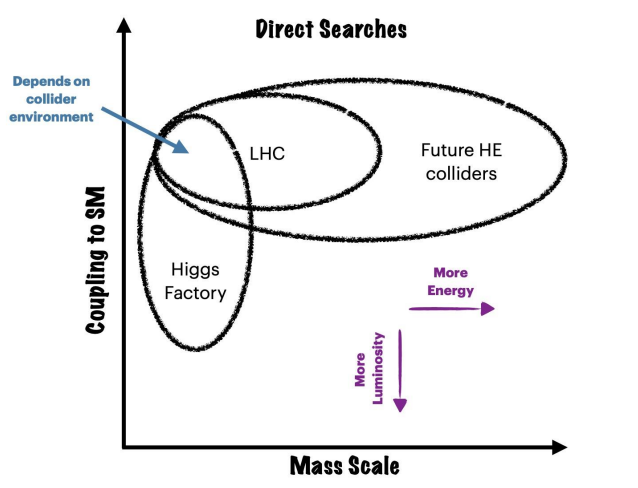 Direct Searches
Depends on
collider
environment
LHC
Future HE
colliders
Coupling to SM
Higgs
Factory
More
Energy
More
Luminosity
Mass Scale